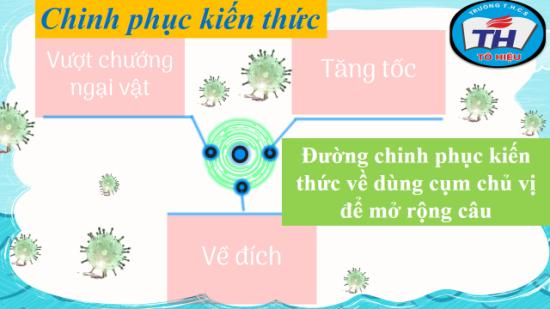 Chinh phục kiến thức
TRƯỜNG T.H.C.S
TH
TÔ HIỆU
Vượt chướng
ngại vật
Tăng tốc
Đường chinh phục kiến
thức về dùng cụm chủ vị
để mở rộng câu
Về đích